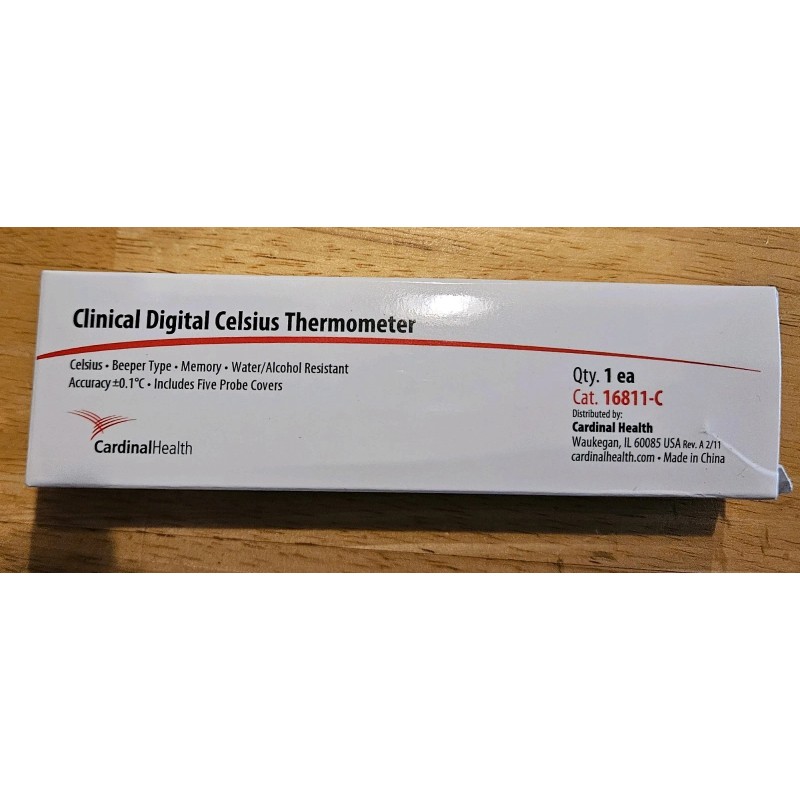 Clinical Digital Celsius Thermometer
Celsius • Beeper Type • Memory • Water/Alcohol Resistant
Accuracy ±0.1°C • Includes Five Probe Covers
CardinalHealth
Qty. 1 ea
Cat. 16811-C
Distributed by:
Cardinal Health
Waukegan, IL 60085 USA Rev. A 2/11
cardinalhealth.com • Made in China